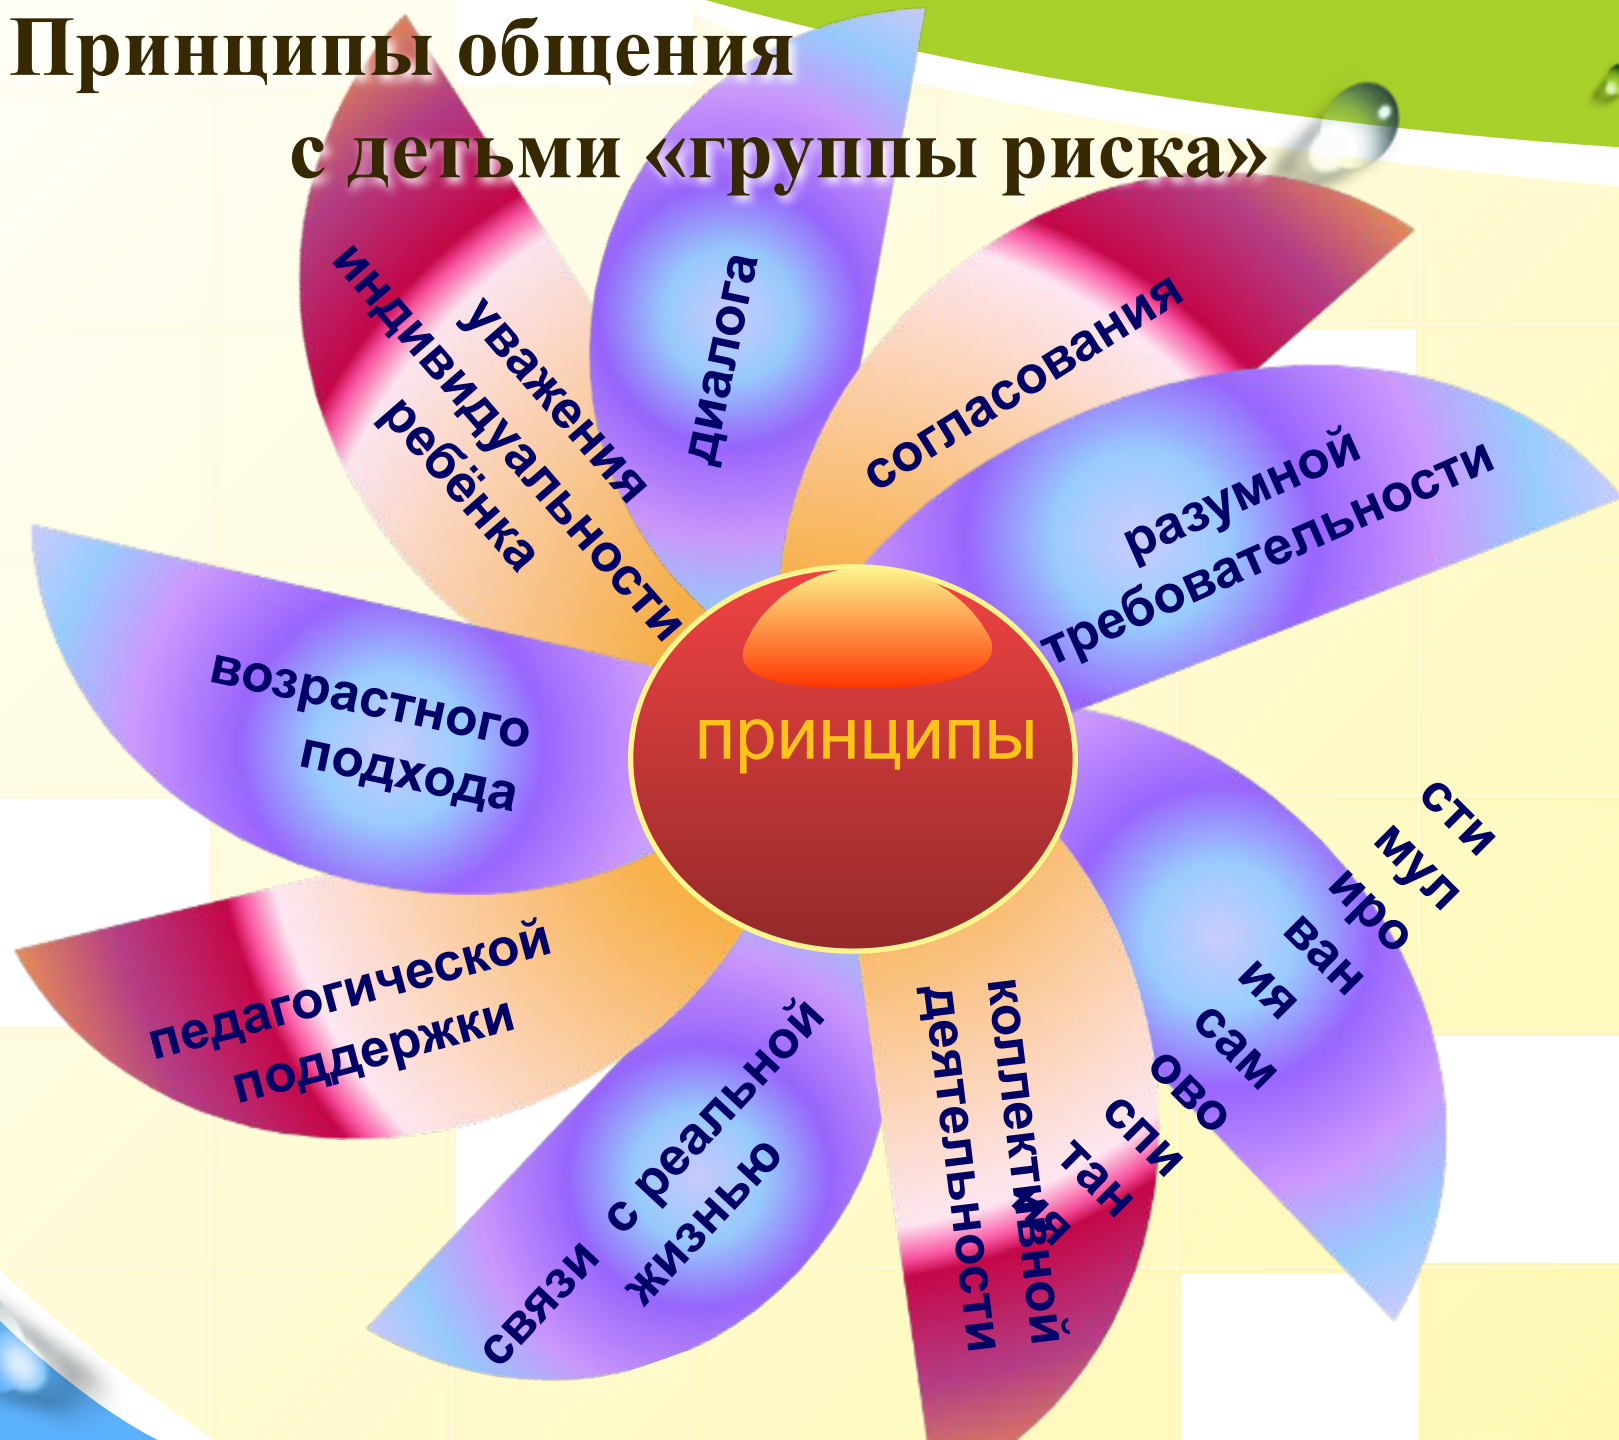 Принципы общения
с детьми «группы риска»
уважения
индивидуальности
ребёнка
диалога
согласования
разумной
требовательности
возрастного
подхода
принципы
педагогической
поддержки
связи с реальной
жизнью
коллективной
деятельности
сти
мул
иро
ван
ия
сам
ово
спи
тан
ия